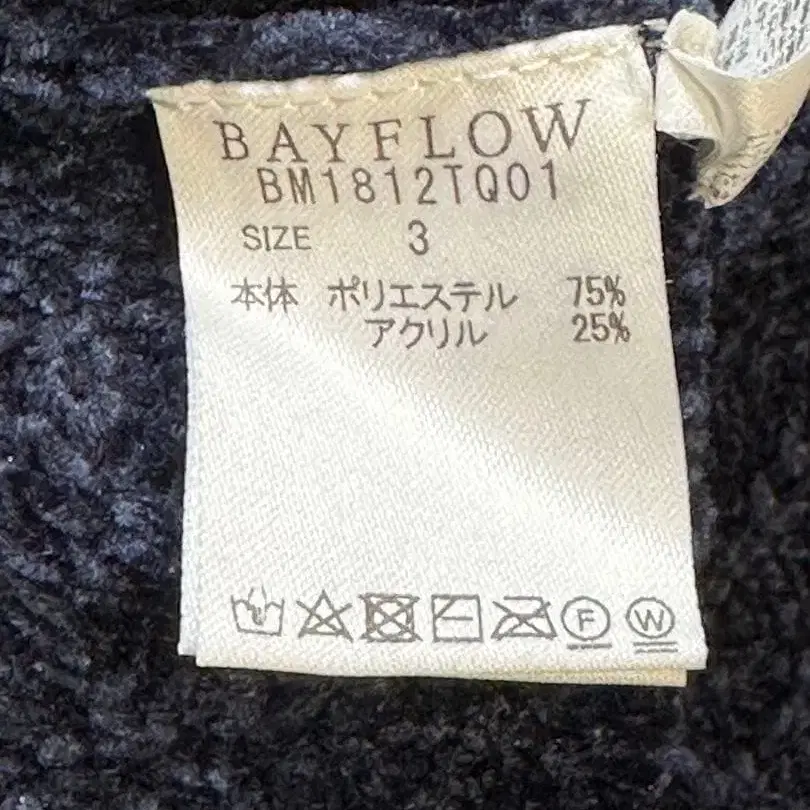 BAYFLOW
BM1812TQ01
SIZE 3
本体 ポリエステル 75%
アクリル 25%
F W